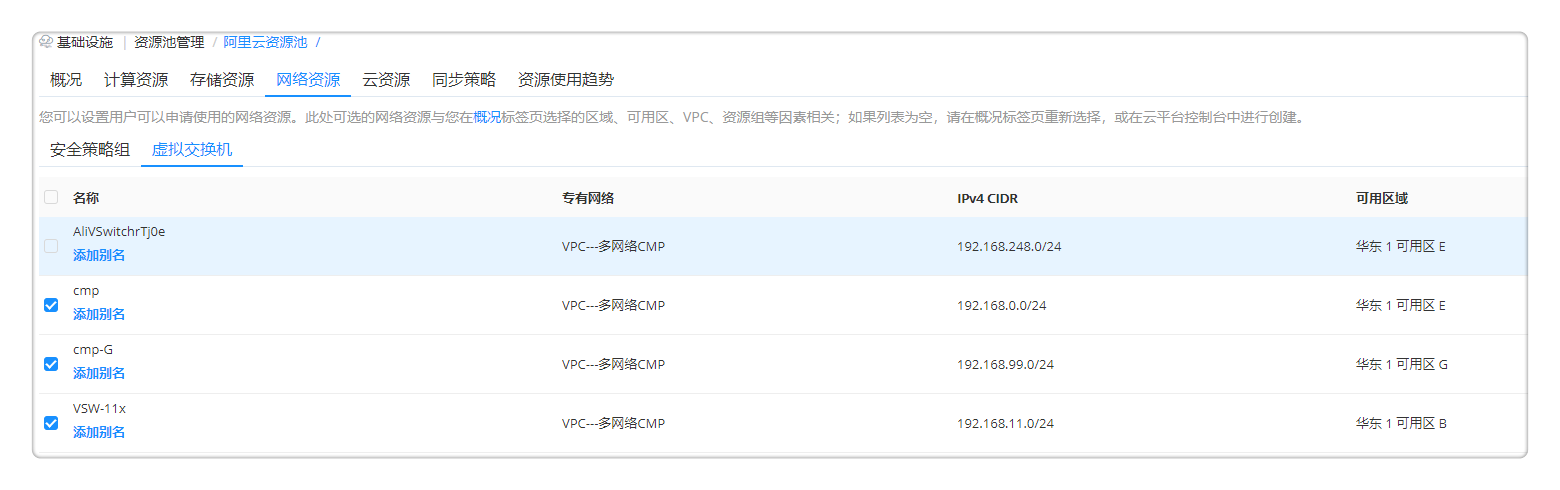 基础设施 | 资源池管理 / 阿里云资源池 /
概况 计算资源 存储资源 网络资源 云资源 同步策略 资源使用趋势
您可以设置用户可以申请使用的网络资源。此处可选的网络资源与您在概况标签页选择的区域、可用区、VPC、资源组等因素相关；如果列表为空，请在概况标签页重新选择，或在云平台控制台中进行创建。
安全策略组 虚拟交换机
名称 专有网络 IPv4 CIDR 可用区域
AliVSwitchrTj0e
添加别名 VPC---多网络CMP 192.168.248.0/24 华东 1 可用区 E
cmp
添加别名 VPC---多网络CMP 192.168.0.0/24 华东 1 可用区 E
cmp-G
添加别名 VPC---多网络CMP 192.168.99.0/24 华东 1 可用区 G
VSW-11x
添加别名 VPC---多网络CMP 192.168.11.0/24 华东 1 可用区 B